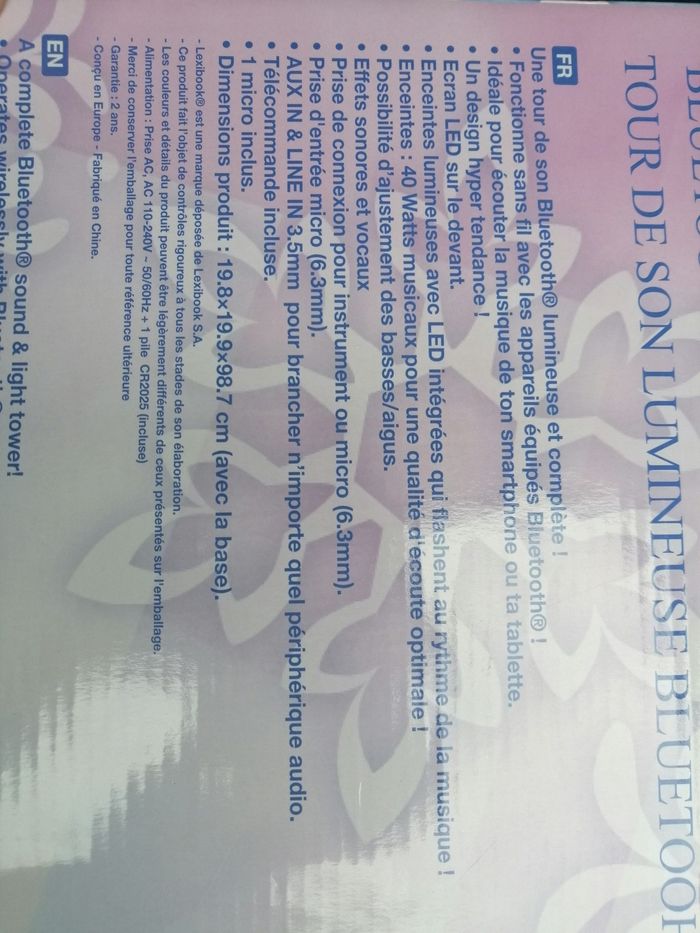 TOUR DE SON LUMINEUSE BLUETOOTH
FR
Une tour de son Bluetooth® lumineuse et complète !
• Fonctionne sans fil avec les appareils équipés Bluetooth® !
• Idéale pour écouter la musique de ton smartphone ou ta tablette.
• Un design hyper tendance !
• Ecran LED sur le devant.
• Enceintes lumineuses avec LED intégrées qui flashent au rythme de la musique !
• Enceintes : 40 Watts musicaux pour une qualité d'écoute optimale !
• Possibilité d'ajustement des basses/aigus.
• Effets sonores et vocaux
• Prise de connexion pour instrument ou micro (6.3mm).
• Prise d'entrée micro (6.3mm).
• AUX IN & LINE IN 3.5mm pour brancher n'importe quel périphérique audio.
• Télécommande incluse.
• 1 micro inclus.
• Dimensions produit : 19.8×19.9×98.7 cm (avec la base).
- Lexibook® est une marque déposée de Lexibook S.A.
- Ce produit fait l'objet de contrôles rigoureux à tous les stades de son élaboration.
- Les couleurs et détails du produit peuvent être légèrement différents de ceux présentés sur l'emballage.
- Alimentation : Prise AC, AC 110-240V ~ 50/60Hz + 1 pile CR2025 (incluse)
- Merci de conserver l'emballage pour toute référence ultérieure
- Garantie : 2 ans.
- Conçu en Europe - Fabriqué en Chine.
EN
A complete Bluetooth® sound & light tower!
• Operates wirelessly with